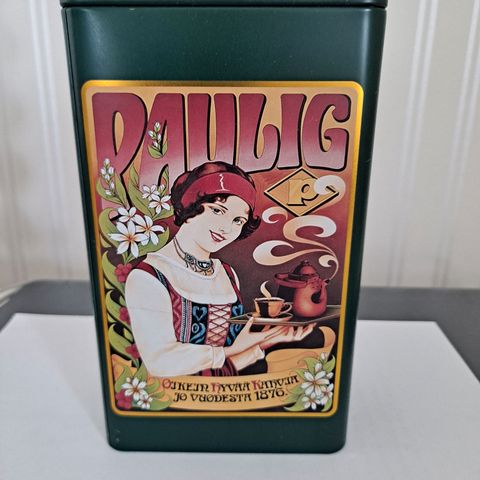 PAULIG
P
OIKEIN HYVÄÄ KAHVIA
JO VUODESTA 1876.